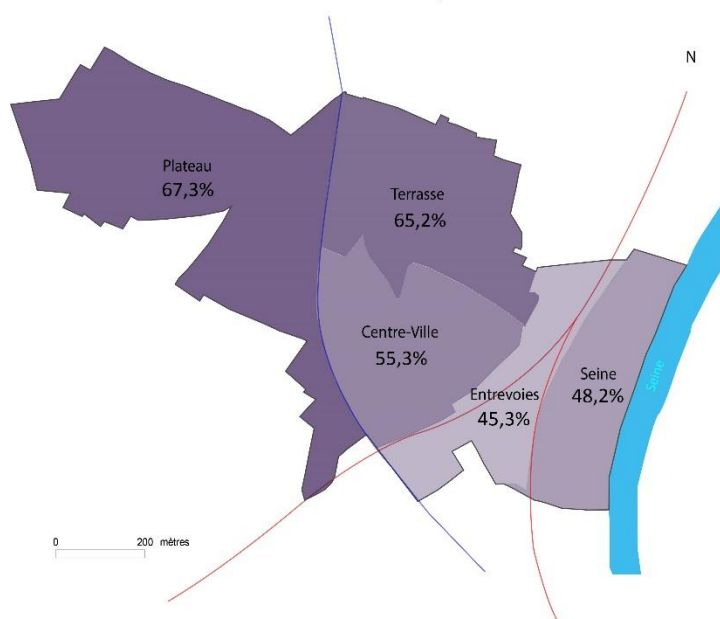 N
Plateau
67,3%
Terrasse
65,2%
Centre-Ville
55,3%
Entrevoies
45,3%
Seine
48,2%
Seine
0 200 mètres